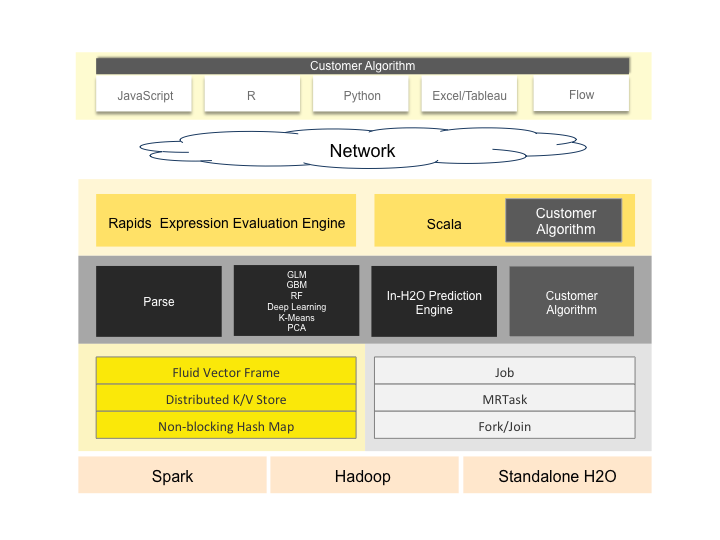 Customer Algorithm
JavaScript
R
Python
Excel/Tableau
Flow
Network
Rapids Expression Evaluation Engine
Scala
Customer
Algorithm
Parse
GLM
GBM
RF
Deep Learning
K-Means
PCA
In-H2O Prediction
Engine
Customer
Algorithm
Fluid Vector Frame
Distributed K/V Store
Non-blocking Hash Map
Job
MRTask
Fork/Join
Spark
Hadoop
Standalone H2O